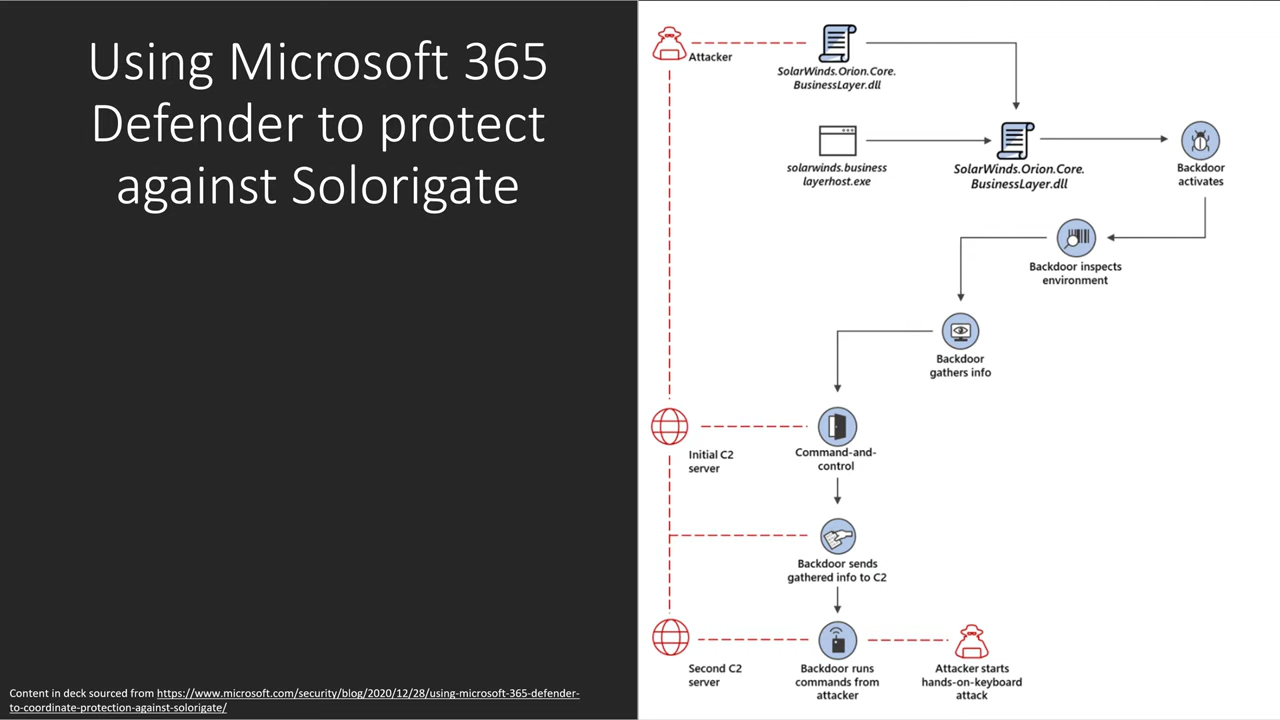 Using Microsoft 365
Defender to protect
against Solorigate
Content in deck sourced from https://www.microsoft.com/security/blog/2020/12/28/using-microsoft-365-defender-
to-coordinate-protection-against-solorigate/
Attacker
SolarWinds.Orion.Core.
BusinessLayer.dll
solarwinds.business
layerhost.exe
SolarWinds.Orion.Core.
BusinessLayer.dll
Backdoor
activates
Backdoor inspects
environment
Backdoor
gathers info
Initial C2
server
Command-and-
control
Backdoor sends
gathered info to C2
Second C2
server
Backdoor runs
commands from
attacker
Attacker starts
hands-on-keyboard
attack